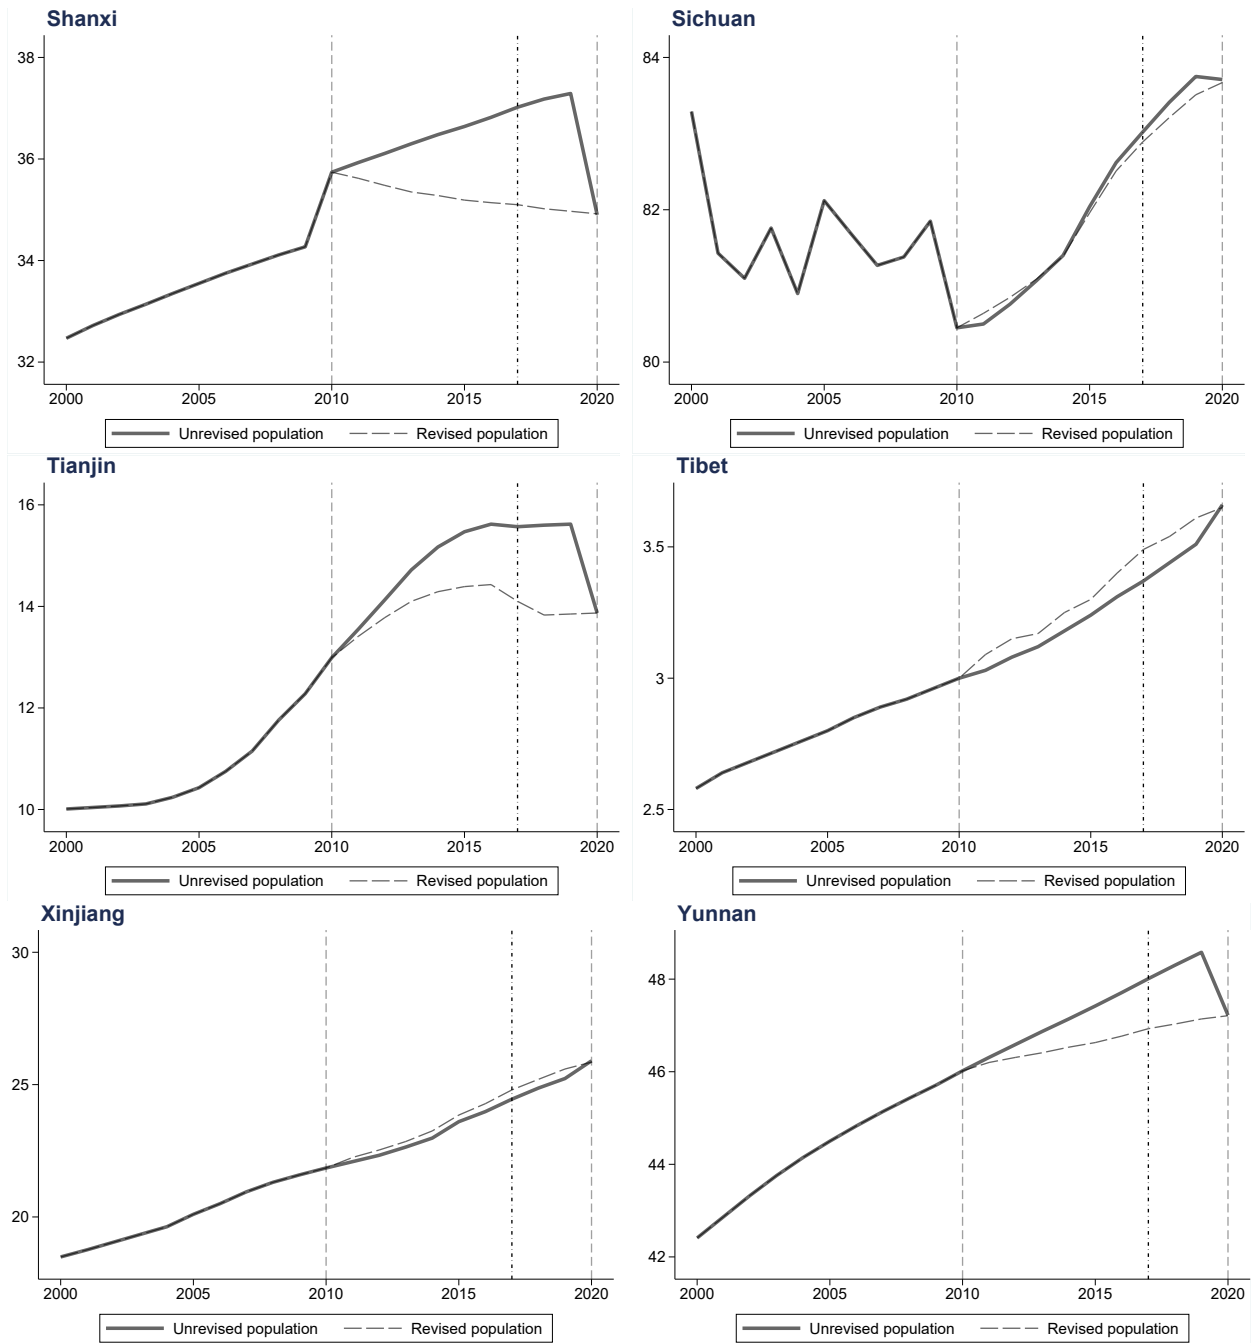 Shanxi
38
36
34
32
2000 2005 2010 2015 2020
Unrevised population Revised population
Sichuan
84
82
80
2000 2005 2010 2015 2020
Unrevised population Revised population
Tianjin
16
14
12
10
2000 2005 2010 2015 2020
Unrevised population Revised population
Tibet
3.5
3
2.5
2000 2005 2010 2015 2020
Unrevised population Revised population
Xinjiang
30
25
20
2000 2005 2010 2015 2020
Unrevised population Revised population
Yunnan
48
46
44
42
2000 2005 2010 2015 2020
Unrevised population Revised population